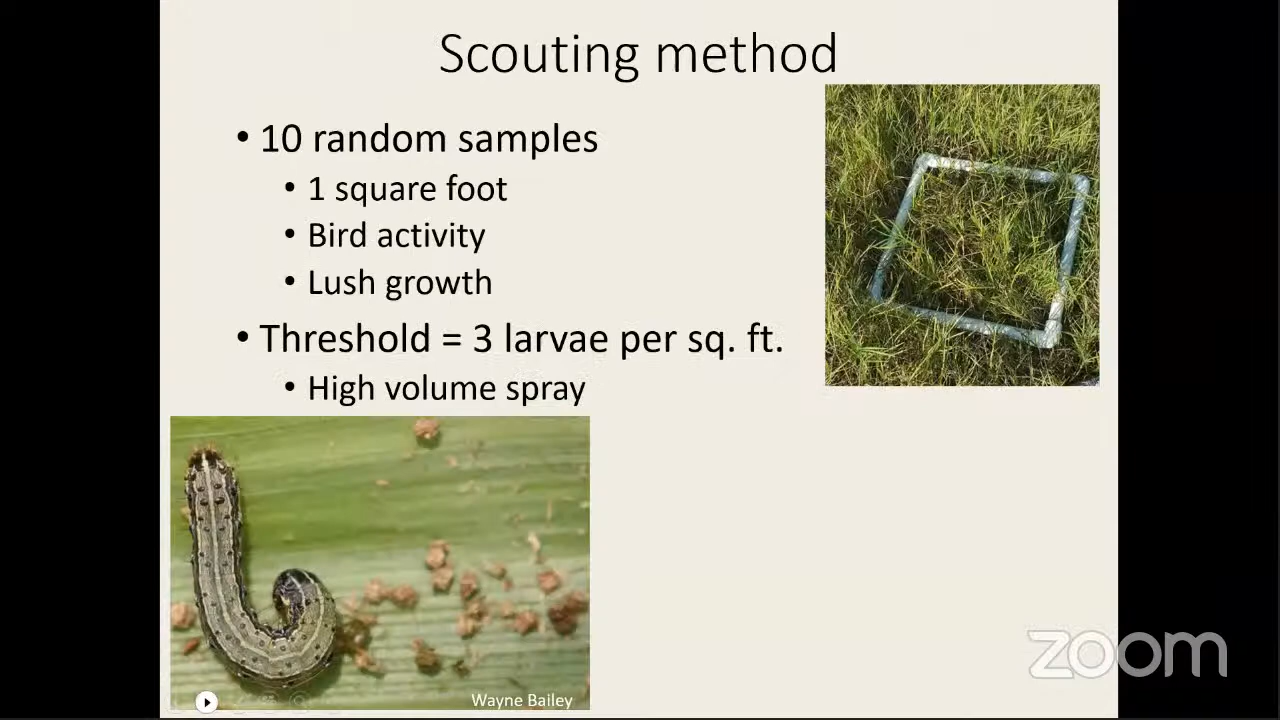 Scouting method
• 10 random samples
• 1 square foot
• Bird activity
• Lush growth
• Threshold = 3 larvae per sq. ft.
• High volume spray
Wayne Bailey
zoom